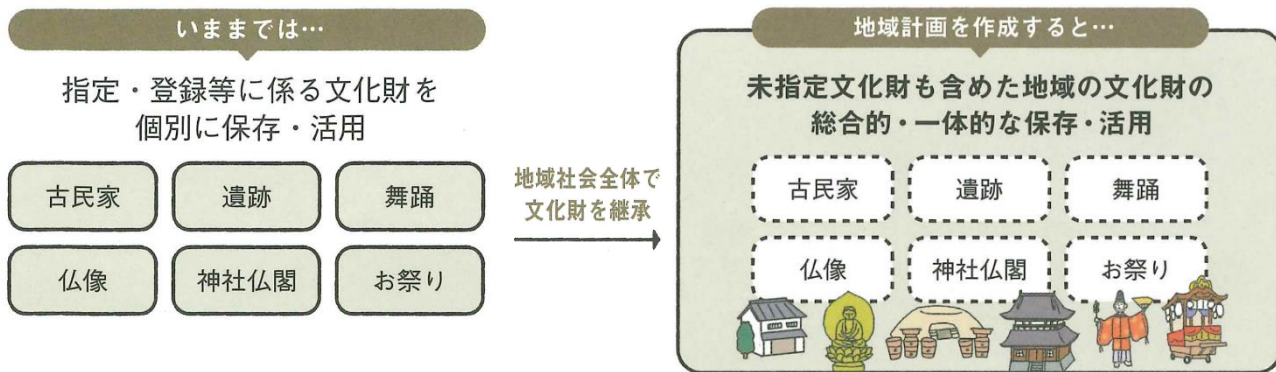 いままでは…
指定・登録等に係る文化財を
個別に保存・活用
古民家
遺跡
舞踊
仏像
神社仏閣
お祭り
地域社会全体で
文化財を継承
地域計画を作成すると…
未指定文化財も含めた地域の文化財の
総合的・一体的な保存・活用
古民家
遺跡
舞踊
仏像
神社仏閣
お祭り